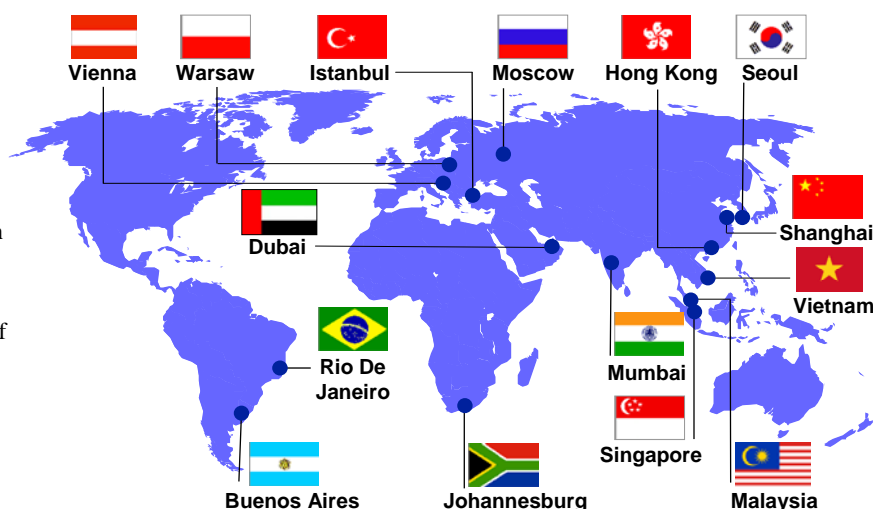 Vienna Warsaw Istanbul Moscow Hong Kong Seoul
Shanghai
Dubai
Vietnam
f
Rio De
Janeiro
Mumbai
Singapore
Buenos Aires Johannesburg Malaysia